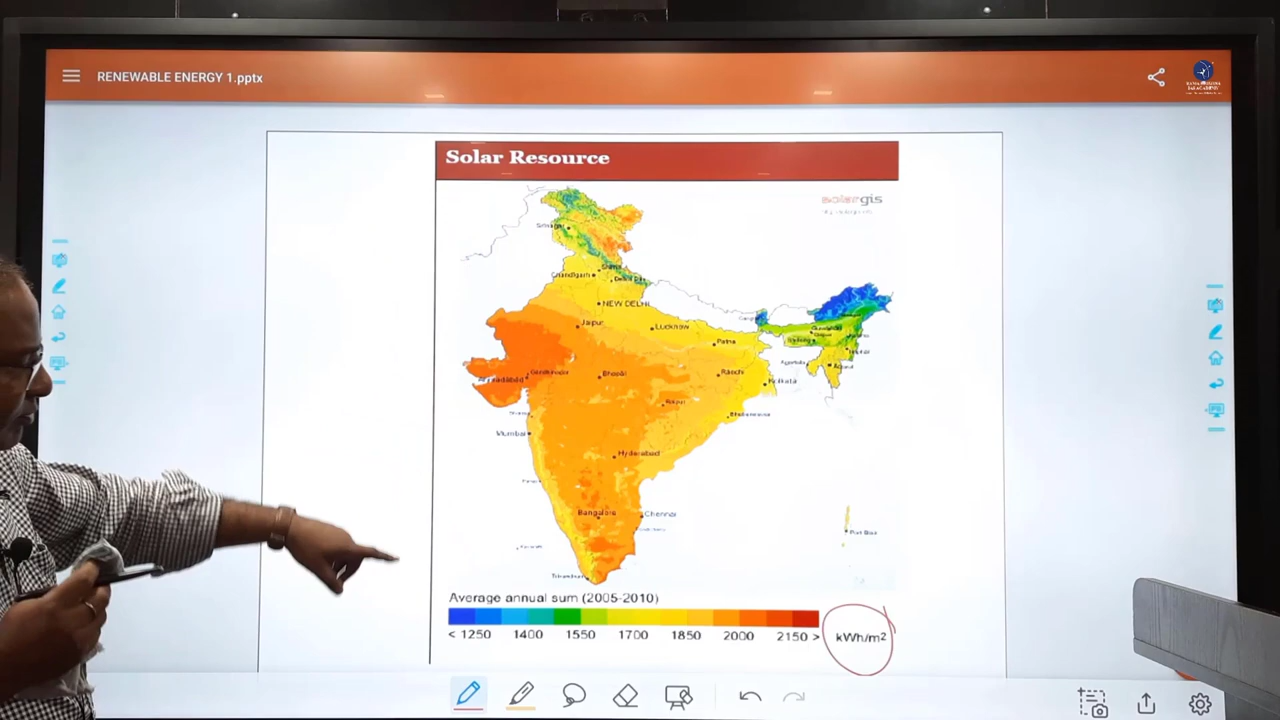 RENEWABLE ENERGY 1.pptx
Solar Resource
solargis
Srinagar
Shimla
Chandigarh
NEW DELHI
Jaipur
Lucknow
Patna
Gandhinagar
Ahmadabad
Bhopal
Ranchi
Kolkata
Raipur
Bhubaneswar
Mumbai
Hyderabad
Bangalore
Chennai
Port Blair
Trivandrum
Average annual sum (2005-2010)
< 1250 1400 1550 1700 1850 2000 2150 > kWh/m2